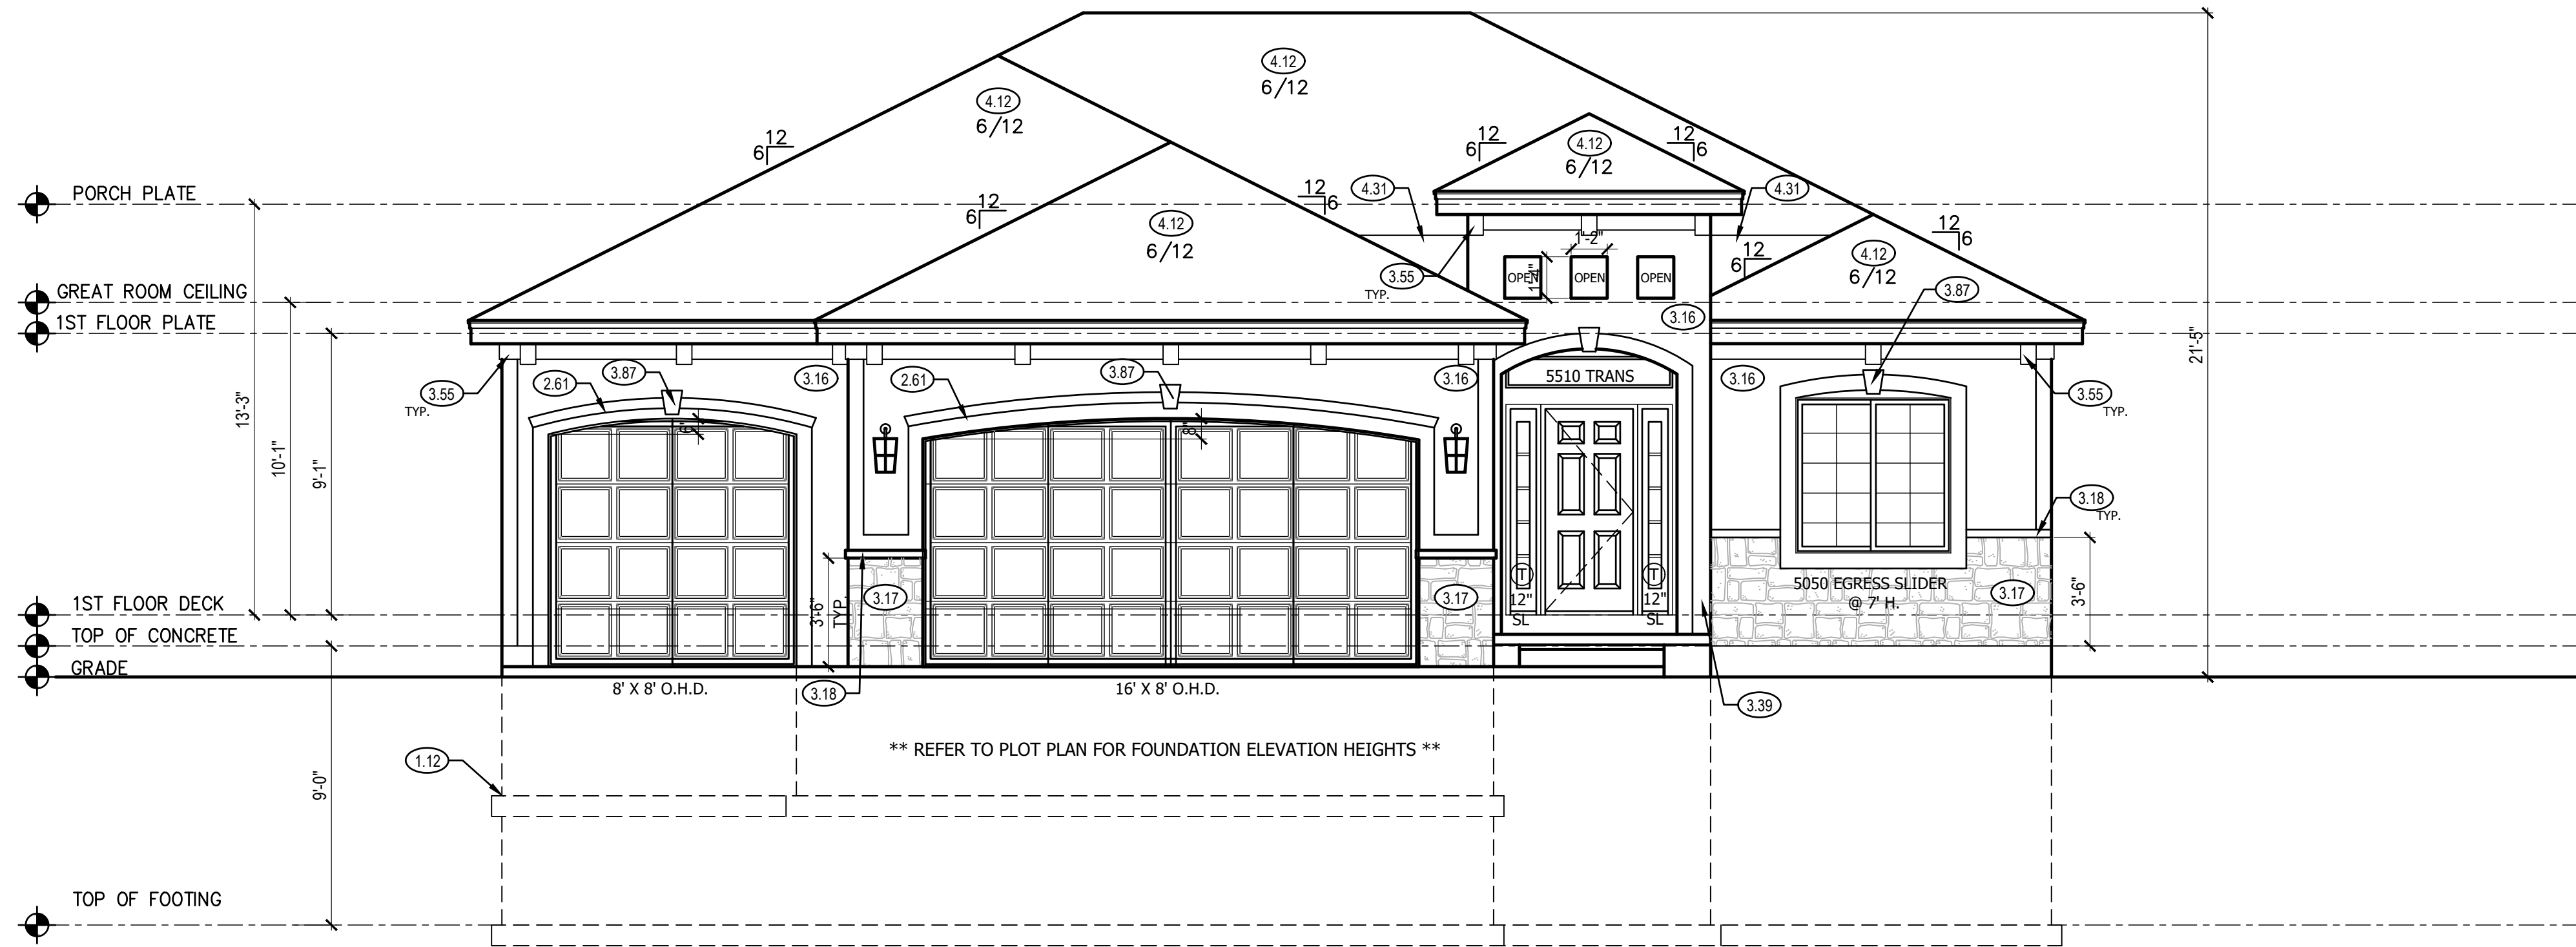 4.12
6/12
4.12
6/12
12
6
12
6
4.12
6/12
12
6
PORCH PLATE
12
6
4.31
4.31
12
6
4.12
6/12
12
6
12
6
4.12
6/12
1'-2"
OPEN
OPEN
OPEN
1'-4"
3.55
TYP.
3.87
GREAT ROOM CEILING
1ST FLOOR PLATE
3.16
21'-5"
13'-3"
10'-1"
9'-1"
3.55
TYP.
2.61
3.87
3.16
2.61
3.87
3.16
5510 TRANS
3.16
3.55
TYP.
6"
8"
3.18
TYP.
3'-6"
TYP.
3.17
3.17
T
T
12"
SL
12"
SL
5050 EGRESS SLIDER
@ 7' H.
3.17
3'-6"
1ST FLOOR DECK
TOP OF CONCRETE
GRADE
8' X 8' O.H.D.
3.18
16' X 8' O.H.D.
3.39
** REFER TO PLOT PLAN FOR FOUNDATION ELEVATION HEIGHTS **
1.12
9'-0"
TOP OF FOOTING